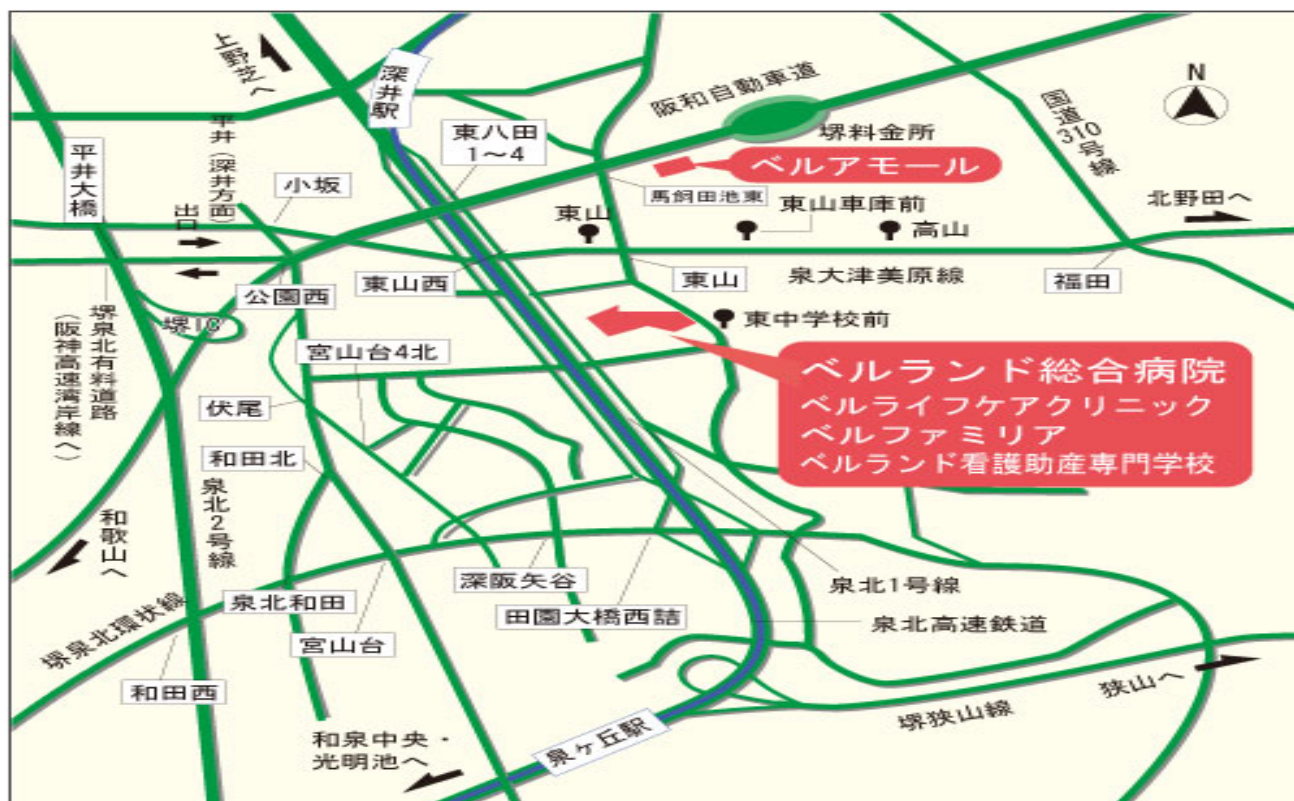 上野芝へ
深井駅
阪和自動車道
堺料金所
N
国道310号線
平井大橋
平井(深井方面)
出口
小坂
東八田
1〜4
ベルアモール
馬飼田池東
東山
東山車庫前
高山
北野田へ
東山西
東山
泉大津美原線
福田
公園西
堺IC
堺泉北有料道路
(阪神高速湾岸線へ)
宮山台4北
東中学校前
ベルランド総合病院
ベルライフケアクリニック
ベルファミリア
ベルランド看護助産専門学校
伏尾
和田北
泉北2号線
和歌山へ
泉北和田
深阪矢谷
泉北1号線
田園大橋西詰
泉北高速鉄道
堺泉北環状線
宮山台
和田西
狭山へ
堺狭山線
泉ヶ丘駅
和泉中央・
光明池へ